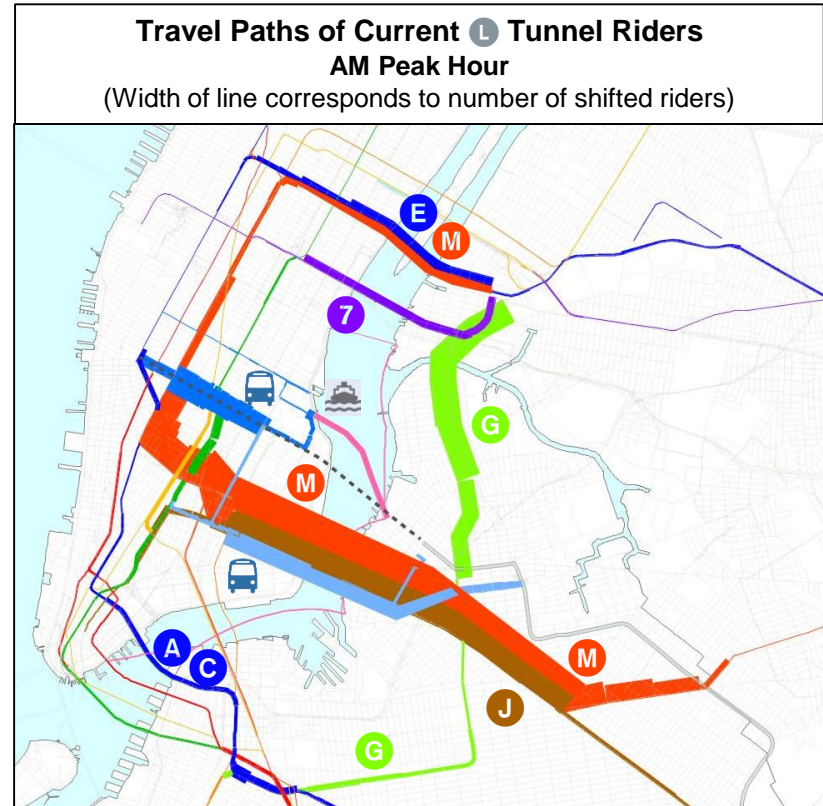 Travel Paths of Current L Tunnel Riders
AM Peak Hour
(Width of line corresponds to number of shifted riders)
E
M
7
G
M
A
C
M
J
G